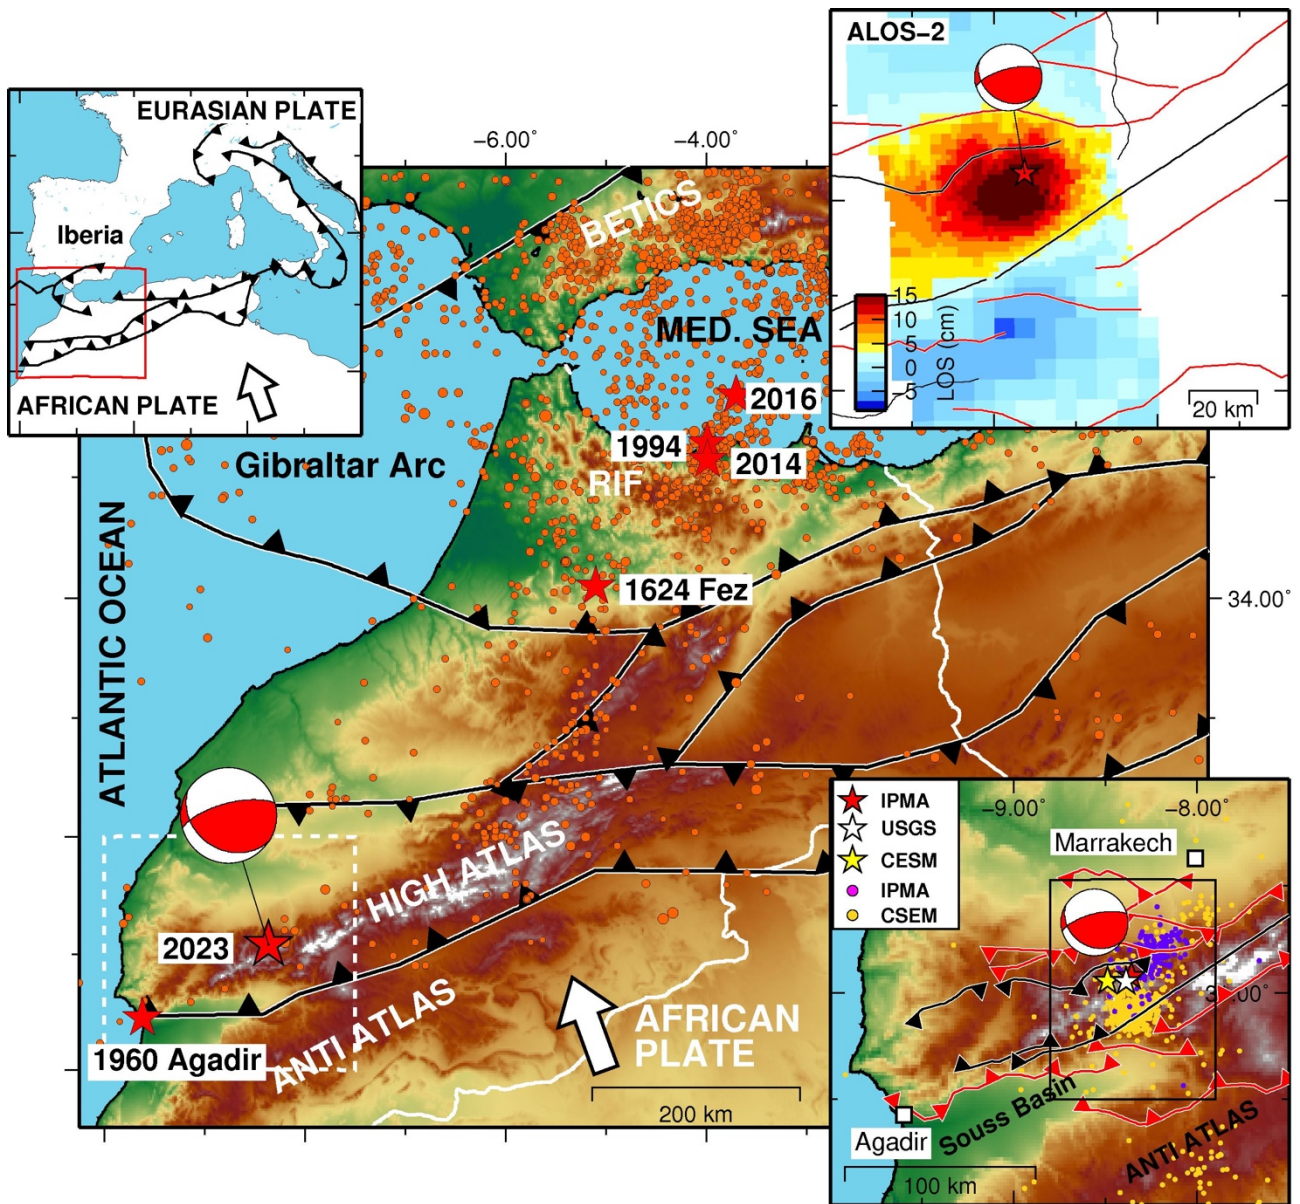 EURASIAN PLATE
Iberia
AFRICAN PLATE
−6.00˚
−4.00˚
ALOS−2
15
10
5
0
−5
LOS (cm)
20 km
BETICS
MED. SEA
2016
1994
2014
Gibraltar Arc
RIF
ATLANTIC OCEAN
1624 Fez
34.00˚
HIGH ATLAS
2023
1960 Agadir
ANTI ATLAS
AFRICAN
PLATE
200 km
IPMA
USGS
CESM
IPMA
CSEM
−9.00˚
−8.00˚
Marrakech
Agadir
Souss Basin
ANTI ATLAS
100 km